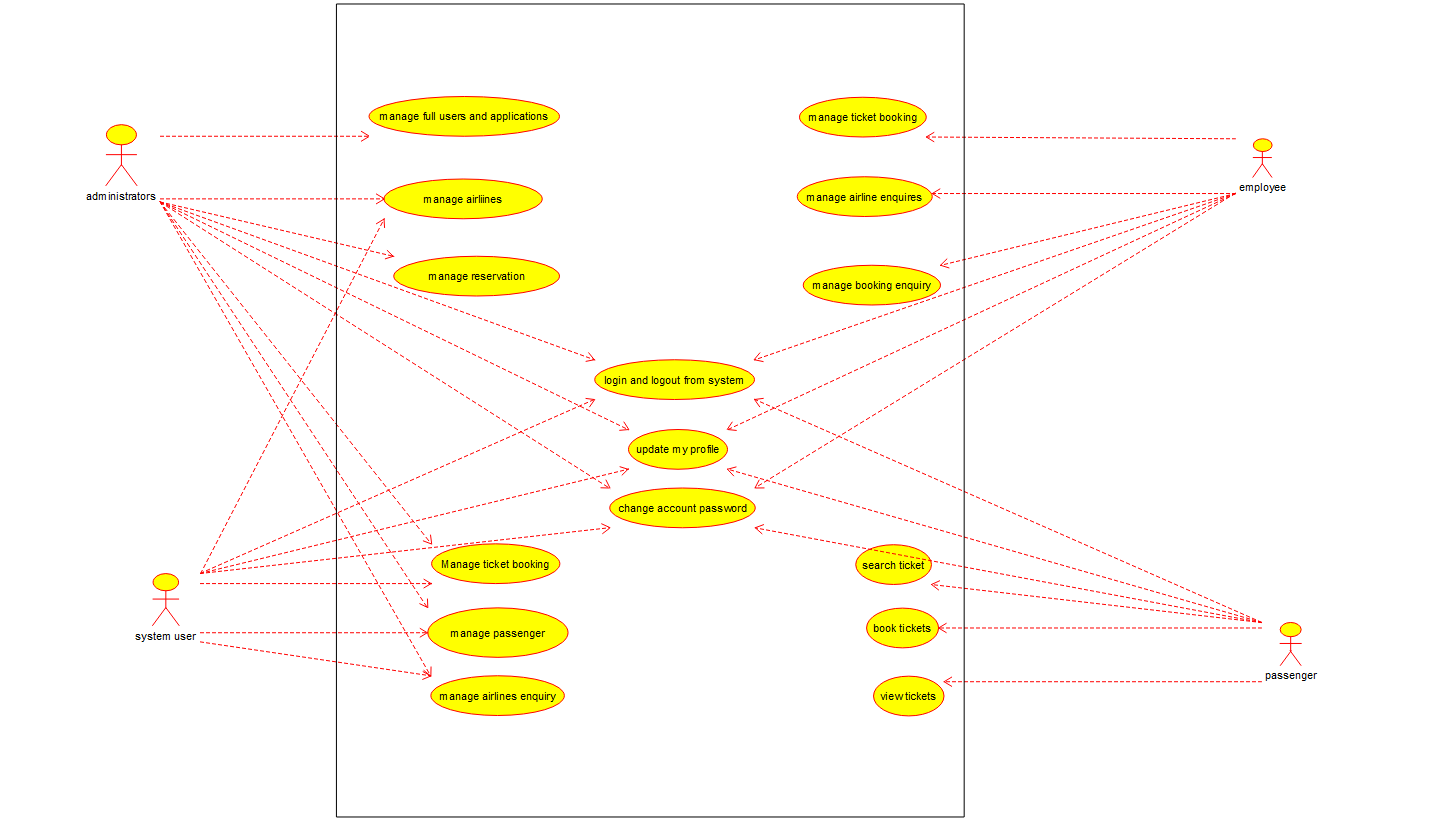 manage full users and applications
manage ticket booking
administrators
employee
manage airlines
manage airline enquires
manage reservation
manage booking enquiry
login and logout from system
update my profile
change account password
Manage ticket booking
search ticket
system user
manage passenger
book tickets
passenger
manage airlines enquiry
view tickets